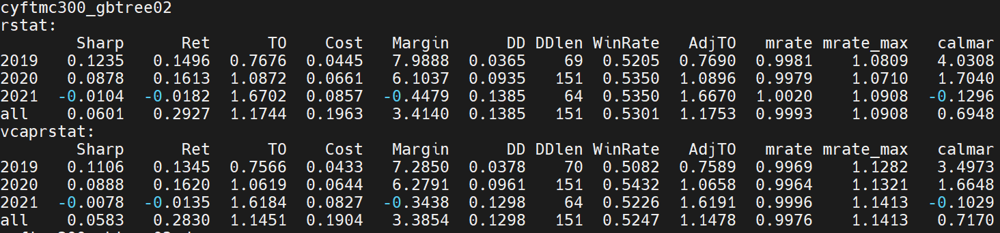 cyftmc300_gbtree02
rstat:
Sharp Ret TO Cost Margin DD DDlen WinRate AdjTO mrate mrate_max calmar
2019 0.1235 0.1496 0.7676 0.0445 7.9888 0.0365 69 0.5205 0.7690 0.9981 1.0809 4.0308
2020 0.0878 0.1613 1.0872 0.0661 6.1037 0.0935 151 0.5350 1.0896 0.9979 1.0710 1.7040
2021 -0.0104 -0.0182 1.6702 0.0857 -0.4479 0.1385 64 0.5350 1.6670 1.0020 1.0908 -0.1296
all 0.0601 0.2927 1.1744 0.1963 3.4140 0.1385 151 0.5301 1.1753 0.9993 1.0908 0.6948
vcaprstat:
Sharp Ret TO Cost Margin DD DDlen WinRate AdjTO mrate mrate_max calmar
2019 0.1106 0.1345 0.7566 0.0433 7.2850 0.0378 70 0.5082 0.7589 0.9969 1.1282 3.4973
2020 0.0888 0.1620 1.0619 0.0644 6.2791 0.0961 151 0.5432 1.0658 0.9964 1.1321 1.6648
2021 -0.0078 -0.0135 1.6184 0.0827 -0.3438 0.1298 64 0.5226 1.6191 0.9996 1.1413 -0.1029
all 0.0583 0.2830 1.1451 0.1904 3.3854 0.1298 151 0.5247 1.1478 0.9976 1.1413 0.7170